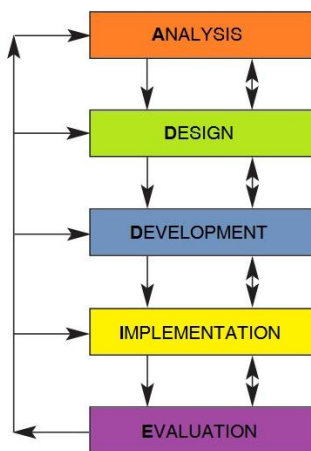 ANALYSIS
DESIGN
DEVELOPMENT
IMPLEMENTATION
EVALUATION